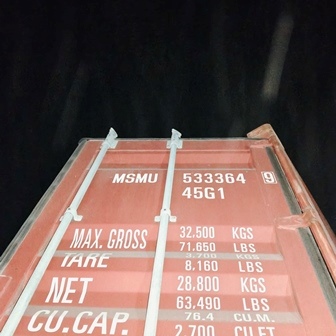 MSMU 533364 9
45G1
MAX. GROSS 32.500 KGS
71.650 LBS
TARE 3.700 KGS
8.160 LBS
NET 28.800 KGS
63.490 LBS
CU.CAP. 76.4 CU.M.
2.700 CU.FT